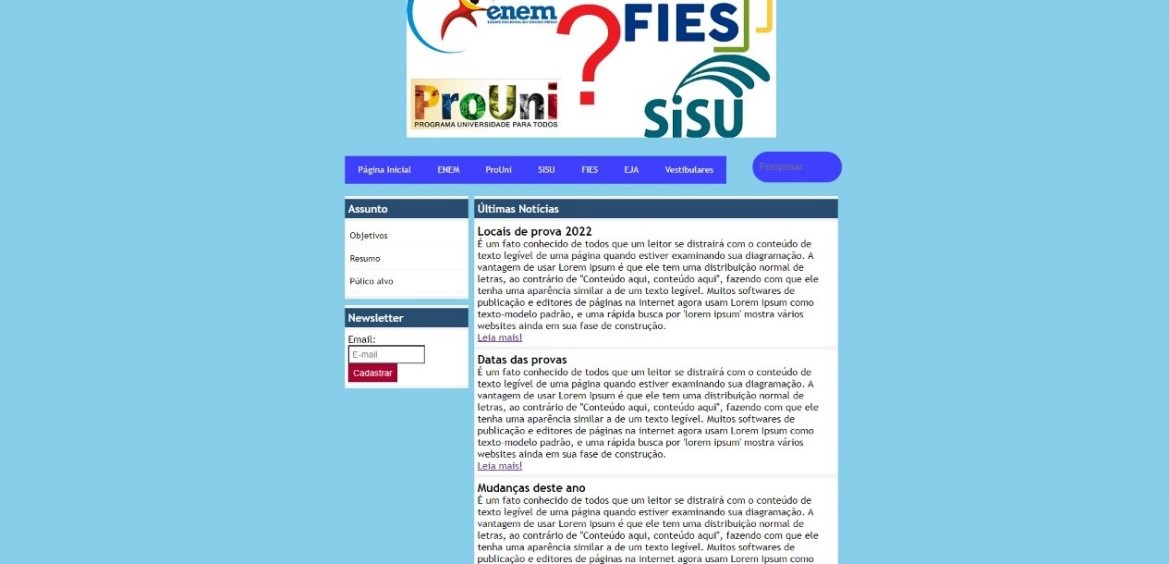 enem
EXAME NACIONAL DO ENSINO MÉDIO
?
FIES
ProUni
PROGRAMA UNIVERSIDADE PARA TODOS
SiSU
Página Inicial ENEM ProUni SISU FIES EJA Vestibulares
Pesquisar
Assunto
Objetivos
Resumo
Púlico alvo
Newsletter
Email:
E-mail
Cadastrar
Últimas Notícias
Locais de prova 2022
É um fato conhecido de todos que um leitor se distrairá com o conteúdo de
texto legível de uma página quando estiver examinando sua diagramação. A
vantagem de usar Lorem Ipsum é que ele tem uma distribuição normal de
letras, ao contrário de "Conteúdo aqui, conteúdo aqui", fazendo com que ele
tenha uma aparência similar a de um texto legível. Muitos softwares de
publicação e editores de páginas na internet agora usam Lorem Ipsum como
texto-modelo padrão, e uma rápida busca por 'lorem ipsum' mostra vários
websites ainda em sua fase de construção.
Leia mais!
Datas das provas
É um fato conhecido de todos que um leitor se distrairá com o conteúdo de
texto legível de uma página quando estiver examinando sua diagramação. A
vantagem de usar Lorem Ipsum é que ele tem uma distribuição normal de
letras, ao contrário de "Conteúdo aqui, conteúdo aqui", fazendo com que ele
tenha uma aparência similar a de um texto legível. Muitos softwares de
publicação e editores de páginas na internet agora usam Lorem Ipsum como
texto-modelo padrão, e uma rápida busca por 'lorem ipsum' mostra vários
websites ainda em sua fase de construção.
Leia mais!
Mudanças deste ano
É um fato conhecido de todos que um leitor se distrairá com o conteúdo de
texto legível de uma página quando estiver examinando sua diagramação. A
vantagem de usar Lorem Ipsum é que ele tem uma distribuição normal de
letras, ao contrário de "Conteúdo aqui, conteúdo aqui", fazendo com que ele
tenha uma aparência similar a de um texto legível. Muitos softwares de
publicação e editores de páginas na internet agora usam Lorem Ipsum como